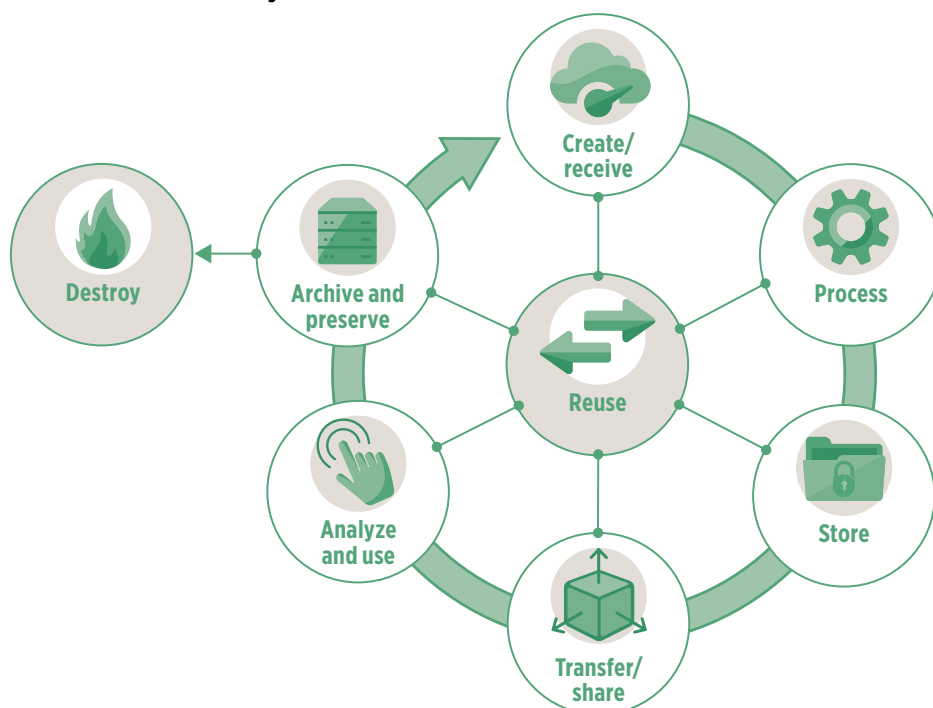 Create/
receive
Process
Store
Transfer/
share
Analyze
and use
Archive and
preserve
Destroy
Reuse